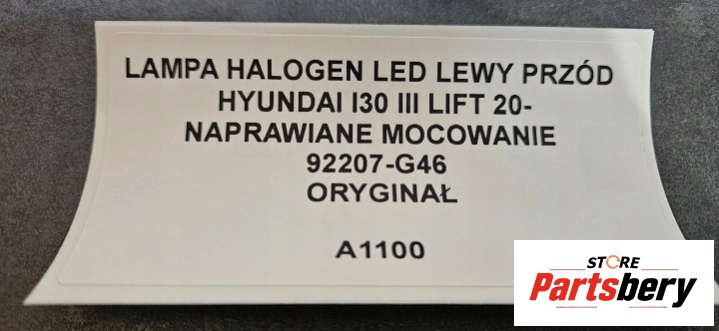 LAMPA HALOGEN LED LEWY PRZÓD
HYUNDAI I30 III LIFT 20-
NAPRAWIANE MOCOWANIE
92207-G46
ORYGINAŁ
A1100
STORE
Partsbery